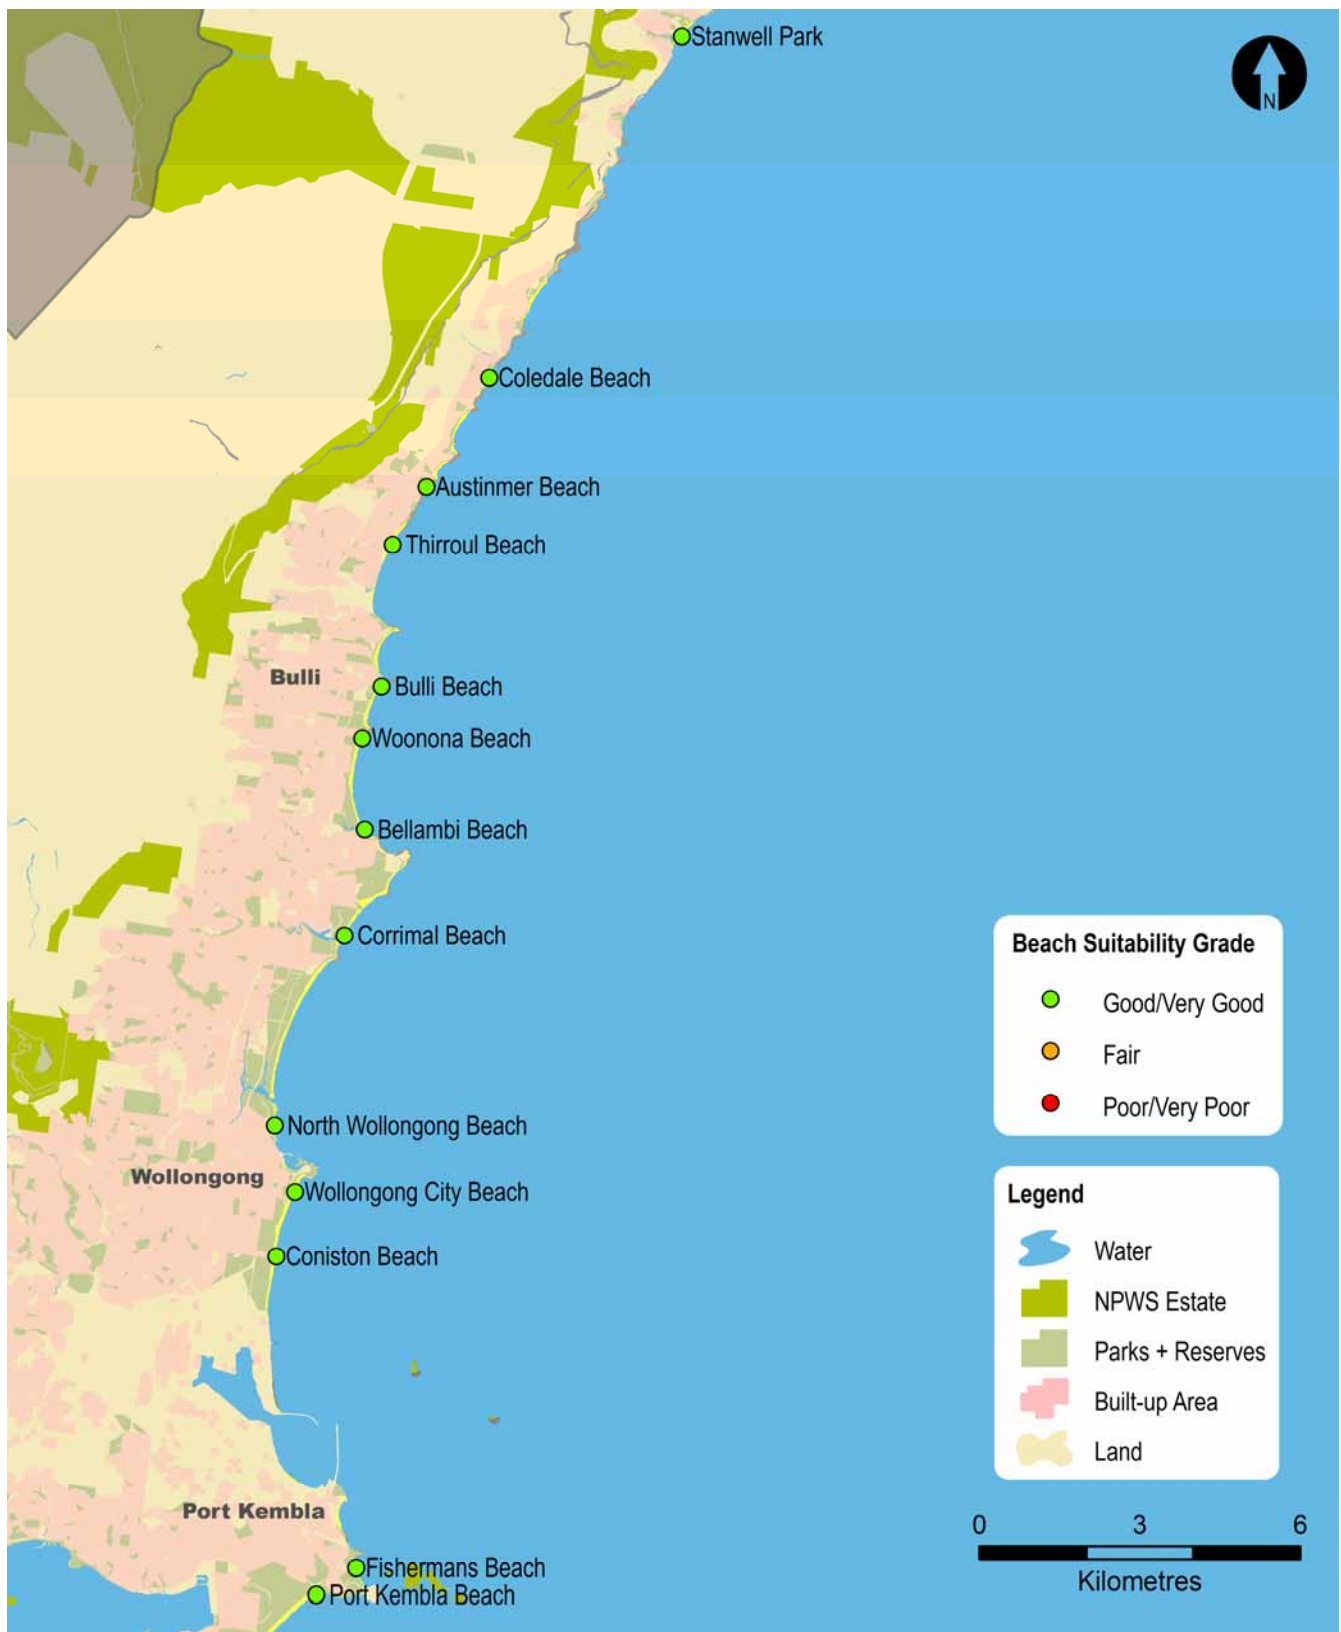 Stanwell Park
N
Coledale Beach
Austinmer Beach
Thirroul Beach
Bulli
Bulli Beach
Woonona Beach
Bellambi Beach
Corrimal Beach
Beach Suitability Grade
Good/Very Good
Fair
Poor/Very Poor
North Wollongong Beach
Wollongong
Wollongong City Beach
Coniston Beach
Legend
Water
NPWS Estate
Parks + Reserves
Built-up Area
Land
Port Kembla
0 3 6
Kilometres
Fishermans Beach
Port Kembla Beach